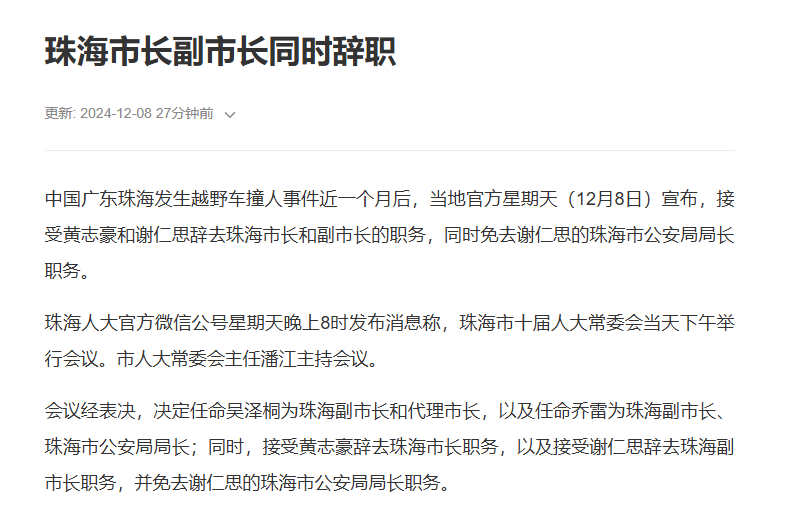 珠海市长副市长同时辞职
更新: 2024-12-08 27分钟前
中国广东珠海发生越野车撞人事件近一个月后，当地官方星期天（12月8日）宣布，接
受黄志豪和谢仁思辞去珠海市长和副市长的职务，同时免去谢仁思的珠海市公安局局长
职务。
珠海人大官方微信公号星期天晚上8时发布消息称，珠海市十届人大常委会当天下午举
行会议。市人大常委会主任潘江主持会议。
会议经表决，决定任命吴泽桐为珠海副市长和代理市长，以及任命乔雷为珠海副市长、
珠海市公安局局长；同时，接受黄志豪辞去珠海市长职务，以及接受谢仁思辞去珠海副
市长职务，并免去谢仁思的珠海市公安局局长职务。